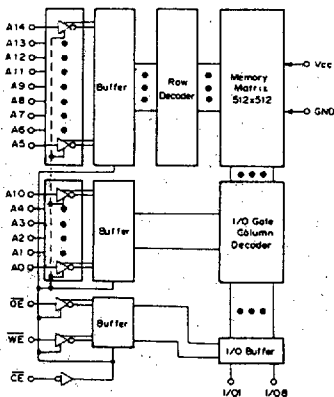 A14
A13
A12
A11
A9
A8
A7
A6
A5
Buffer
Row
Decoder
Memory
Matrix
512x512
Vcc
GND
A10
A4
A3
A2
A1
A0
Buffer
I/O Gate
Column
Decoder
OE
WE
CE
Buffer
I/O Buffer
I/O1
I/O8